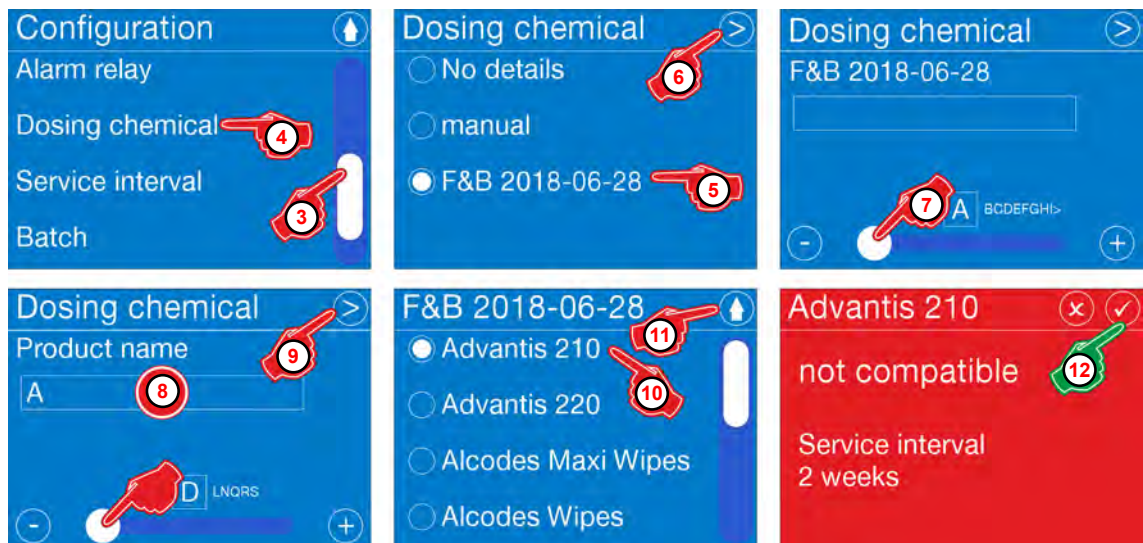 Configuration
Alarm relay
Dosing chemical
4
Service interval
3
Batch
Dosing chemical >
6
No details
manual
F&B 2018-06-28
5
Dosing chemical >
F&B 2018-06-28
7
A BCDEFGHI>
- +
Dosing chemical >
9
Product name
A
8
D LNQRS
- +
F&B 2018-06-28
11
Advantis 210
10
Advantis 220
Alcodes Maxi Wipes
Alcodes Wipes
Advantis 210 x ✓
not compatible
12
Service interval
2 weeks